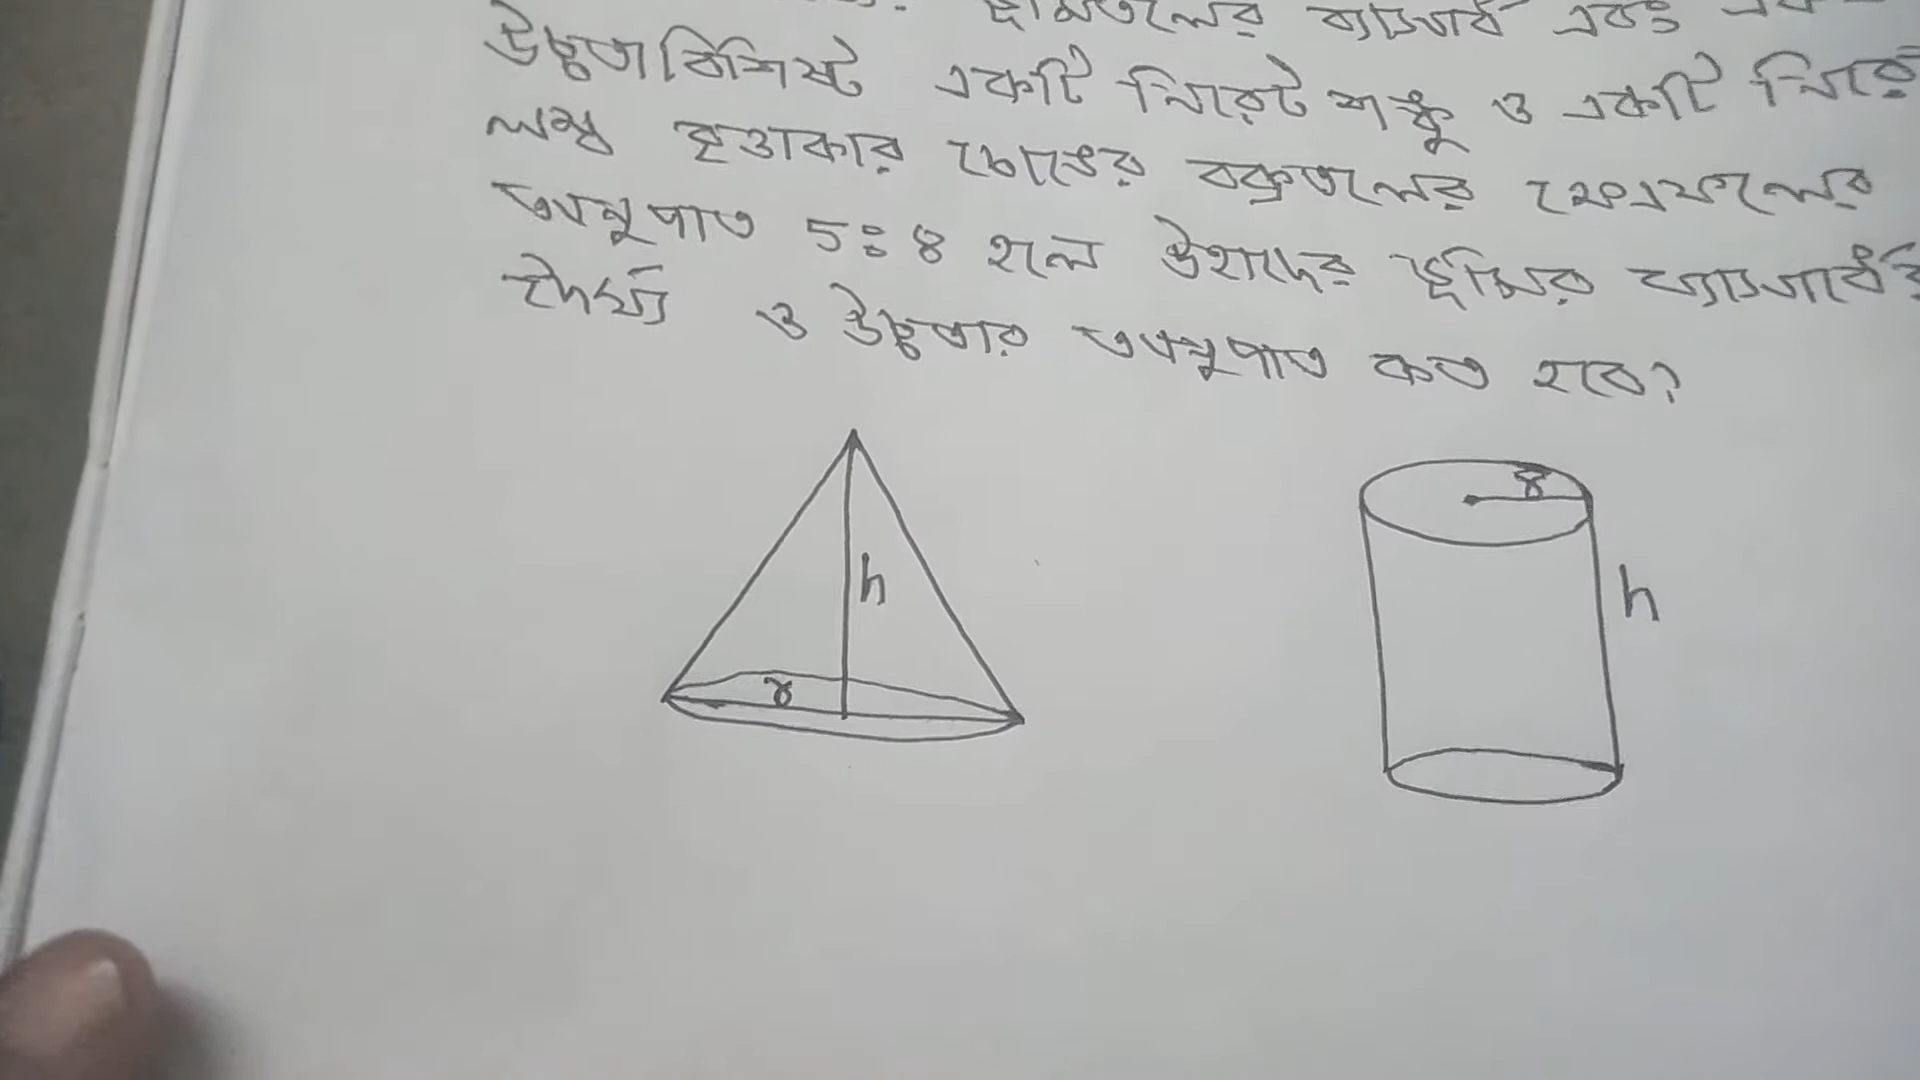 ভূমিতলের ব্যাসার্ধ এবং
উচ্চতাবিশিষ্ট একটি নিরেট শঙ্কু ও একটি নিরে
লম্ব বৃত্তাকার চোঙের বক্রতলের ক্ষেত্রফলের
অনুপাত 5:8 হলে উহাদের ভূমির ব্যাসার্ধের
দৈর্ঘ্য ও উচ্চতার অনুপাত কত হবে?
r
h
h
r